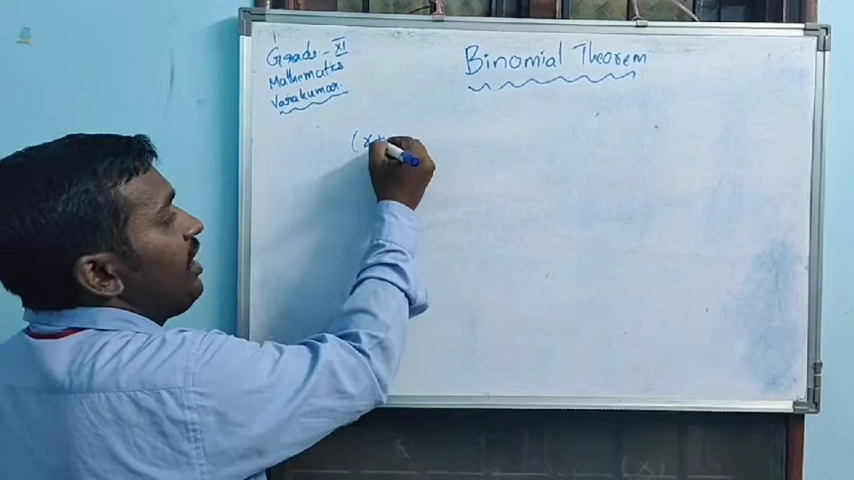 Grade - XI
Mathematics
Varakumar
Binomial Theorem
(x+